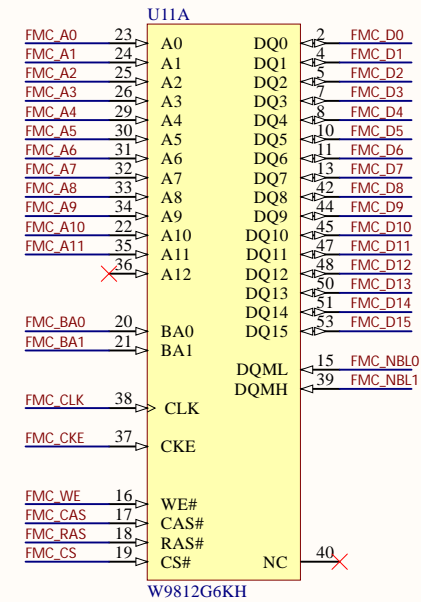 U11A
FMC_A0 23 A0 DQ0 2 FMC_D0
FMC_A1 24 A1 DQ1 4 FMC_D1
FMC_A2 25 A2 DQ2 5 FMC_D2
FMC_A3 26 A3 DQ3 7 FMC_D3
FMC_A4 29 A4 DQ4 8 FMC_D4
FMC_A5 30 A5 DQ5 10 FMC_D5
FMC_A6 31 A6 DQ6 11 FMC_D6
FMC_A7 32 A7 DQ7 13 FMC_D7
FMC_A8 33 A8 DQ8 42 FMC_D8
FMC_A9 34 A9 DQ9 44 FMC_D9
FMC_A10 22 A10 DQ10 45 FMC_D10
FMC_A11 35 A11 DQ11 47 FMC_D11
36 A12 DQ12 48 FMC_D12
DQ13 50 FMC_D13
DQ14 51 FMC_D14
FMC_BA0 20 BA0 DQ15 53 FMC_D15
FMC_BA1 21 BA1
DQML 15 FMC_NBL0
DQMH 39 FMC_NBL1
FMC_CLK 38 CLK
FMC_CKE 37 CKE
FMC_WE 16 WE#
FMC_CAS 17 CAS#
FMC_RAS 18 RAS#
FMC_CS 19 CS# NC 40
W9812G6KH